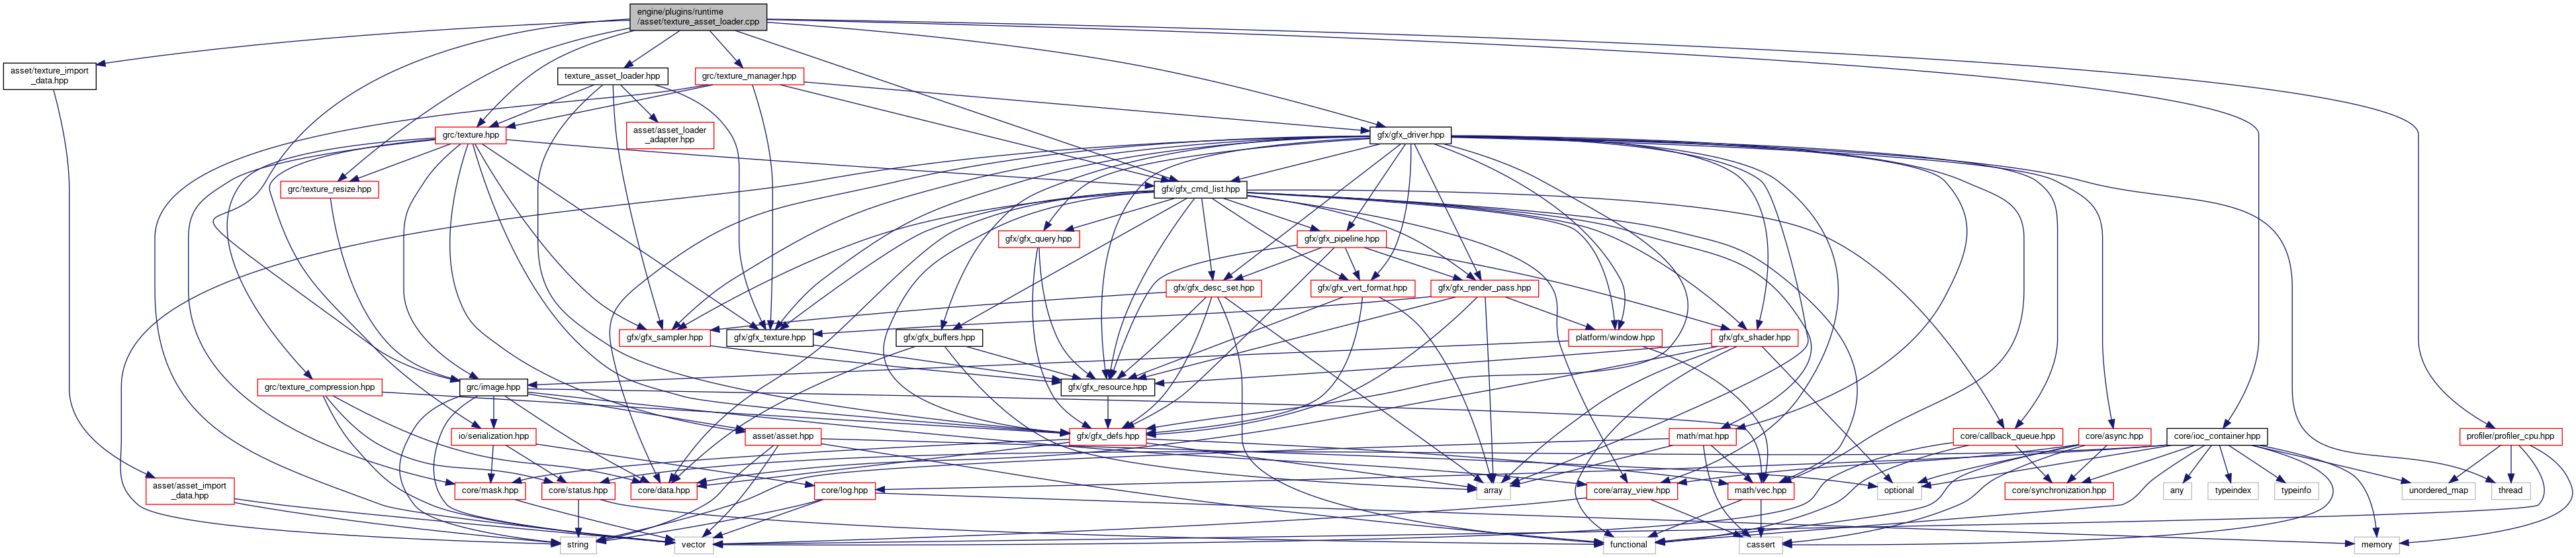 engine/plugins/runtime
/asset/texture_asset_loader.cpp
asset/texture_import
_data.hpp
texture_asset_loader.hpp
grc/texture_manager.hpp
grc/texture.hpp
asset/asset_loader
_adapter.hpp
gfx/gfx_driver.hpp
grc/texture_resize.hpp
gfx/gfx_cmd_list.hpp
gfx/gfx_query.hpp
gfx/gfx_pipeline.hpp
gfx/gfx_desc_set.hpp
gfx/gfx_vert_format.hpp
gfx/gfx_render_pass.hpp
gfx/gfx_sampler.hpp
gfx/gfx_texture.hpp
gfx/gfx_buffers.hpp
platform/window.hpp
gfx/gfx_shader.hpp
grc/texture_compression.hpp
grc/image.hpp
gfx/gfx_resource.hpp
io/serialization.hpp
asset/asset.hpp
gfx/gfx_defs.hpp
math/mat.hpp
core/callback_queue.hpp
core/async.hpp
core/ioc_container.hpp
profiler/profiler_cpu.hpp
asset/asset_import
_data.hpp
core/mask.hpp
core/status.hpp
core/data.hpp
core/log.hpp
array
core/array_view.hpp
math/vec.hpp
optional
core/synchronization.hpp
any
typeindex
typeinfo
unordered_map
thread
string
vector
functional
cassert
memory